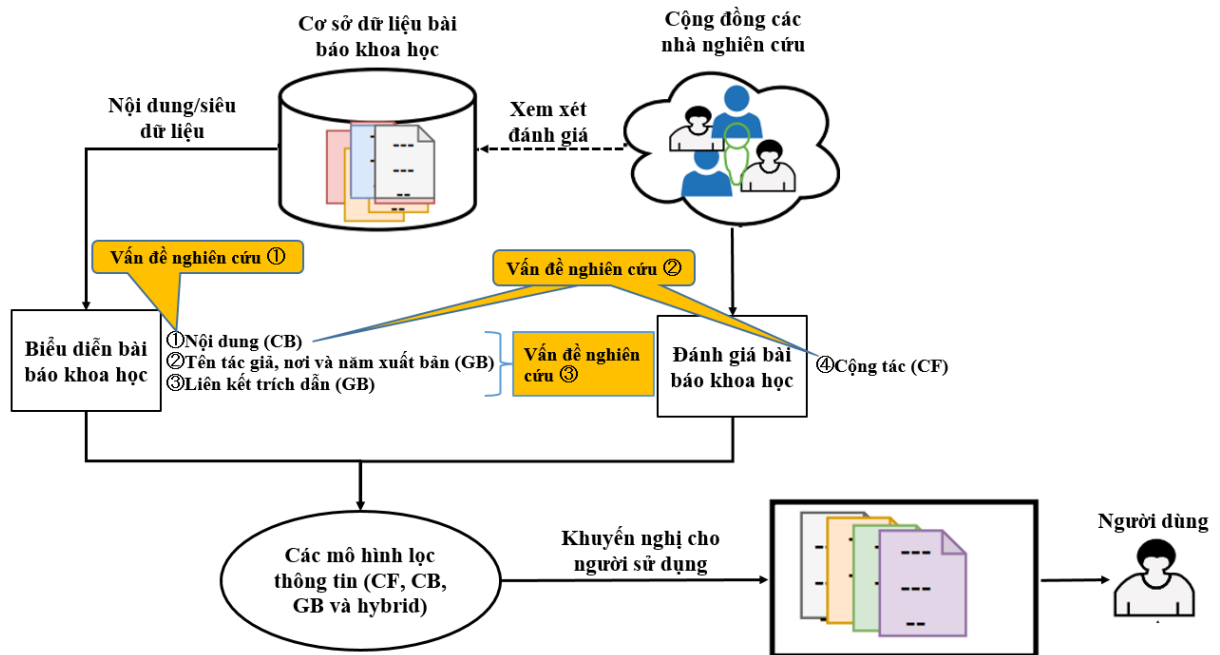 Cơ sở dữ liệu bài
báo khoa học
Cộng đồng các
nhà nghiên cứu
Nội dung/siêu
dữ liệu
Xem xét
đánh giá
Vấn đề nghiên cứu ①
Vấn đề nghiên cứu ②
Biểu diễn bài
báo khoa học
①Nội dung (CB)
②Tên tác giả, nơi và năm xuất bản (GB)
③Liên kết trích dẫn (GB)
Vấn đề nghiên
cứu ③
Đánh giá bài
báo khoa học
④Cộng tác (CF)
Các mô hình lọc
thông tin (CF, CB,
GB và hybrid)
Khuyến nghị cho
người sử dụng
Người dùng